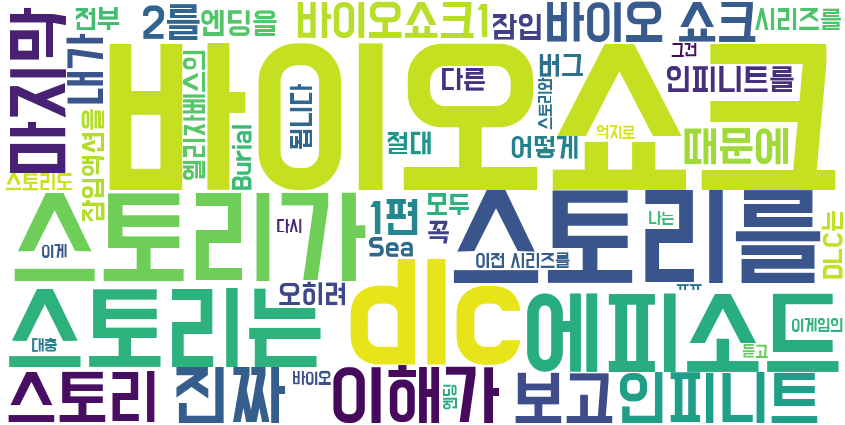 마지막
전부
2를
엔딩을
바이오쇼크1
잠입
바이오 쇼크
시리즈를
내가
바이오쇼크
다른
버그
그건
인피니트를
엘리자베스의
됩니다
스토리와
억지로
절대
어떻게
때문에
Burial
잠입액션을
스토리도
스토리가
1편
모두
꼭
Sea
스토리를
나는
DLC는
다시
이게
이전 시리즈를
ㅠㅠ
오히려
스토리는
dlc
에피소드
이게임의
대충
듣고
스토리
진짜
바이오
이해가
엔딩
보고
인피니트